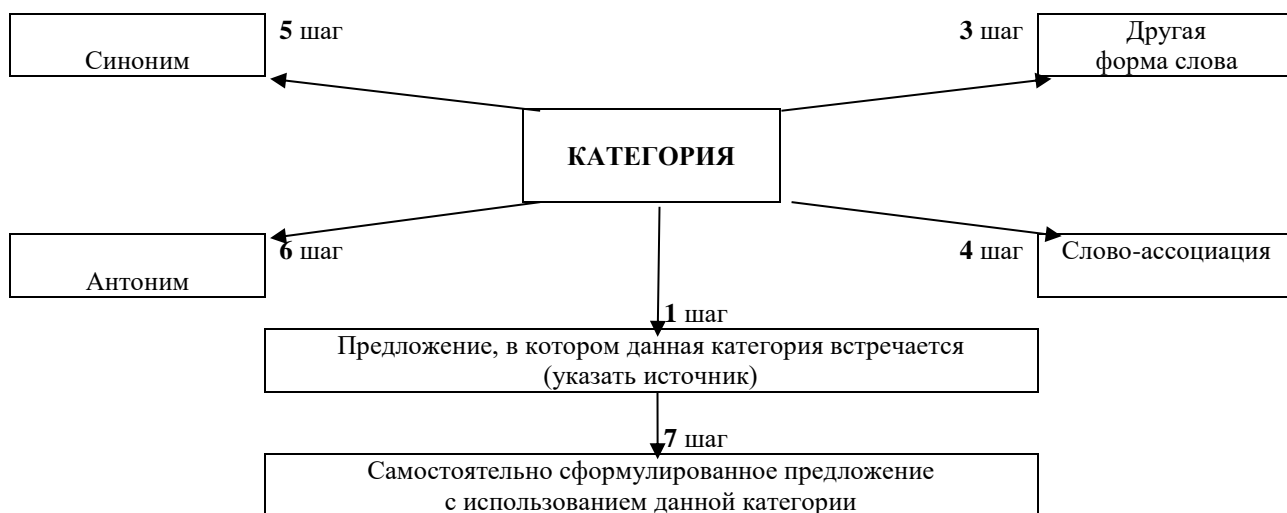 5 шаг
3 шаг
Другая
форма слова
Синоним
КАТЕГОРИЯ
6 шаг
4 шаг
Слово-ассоциация
Антоним
1 шаг
Предложение, в котором данная категория встречается
(указать источник)
7 шаг
Самостоятельно сформулированное предложение
с использованием данной категории